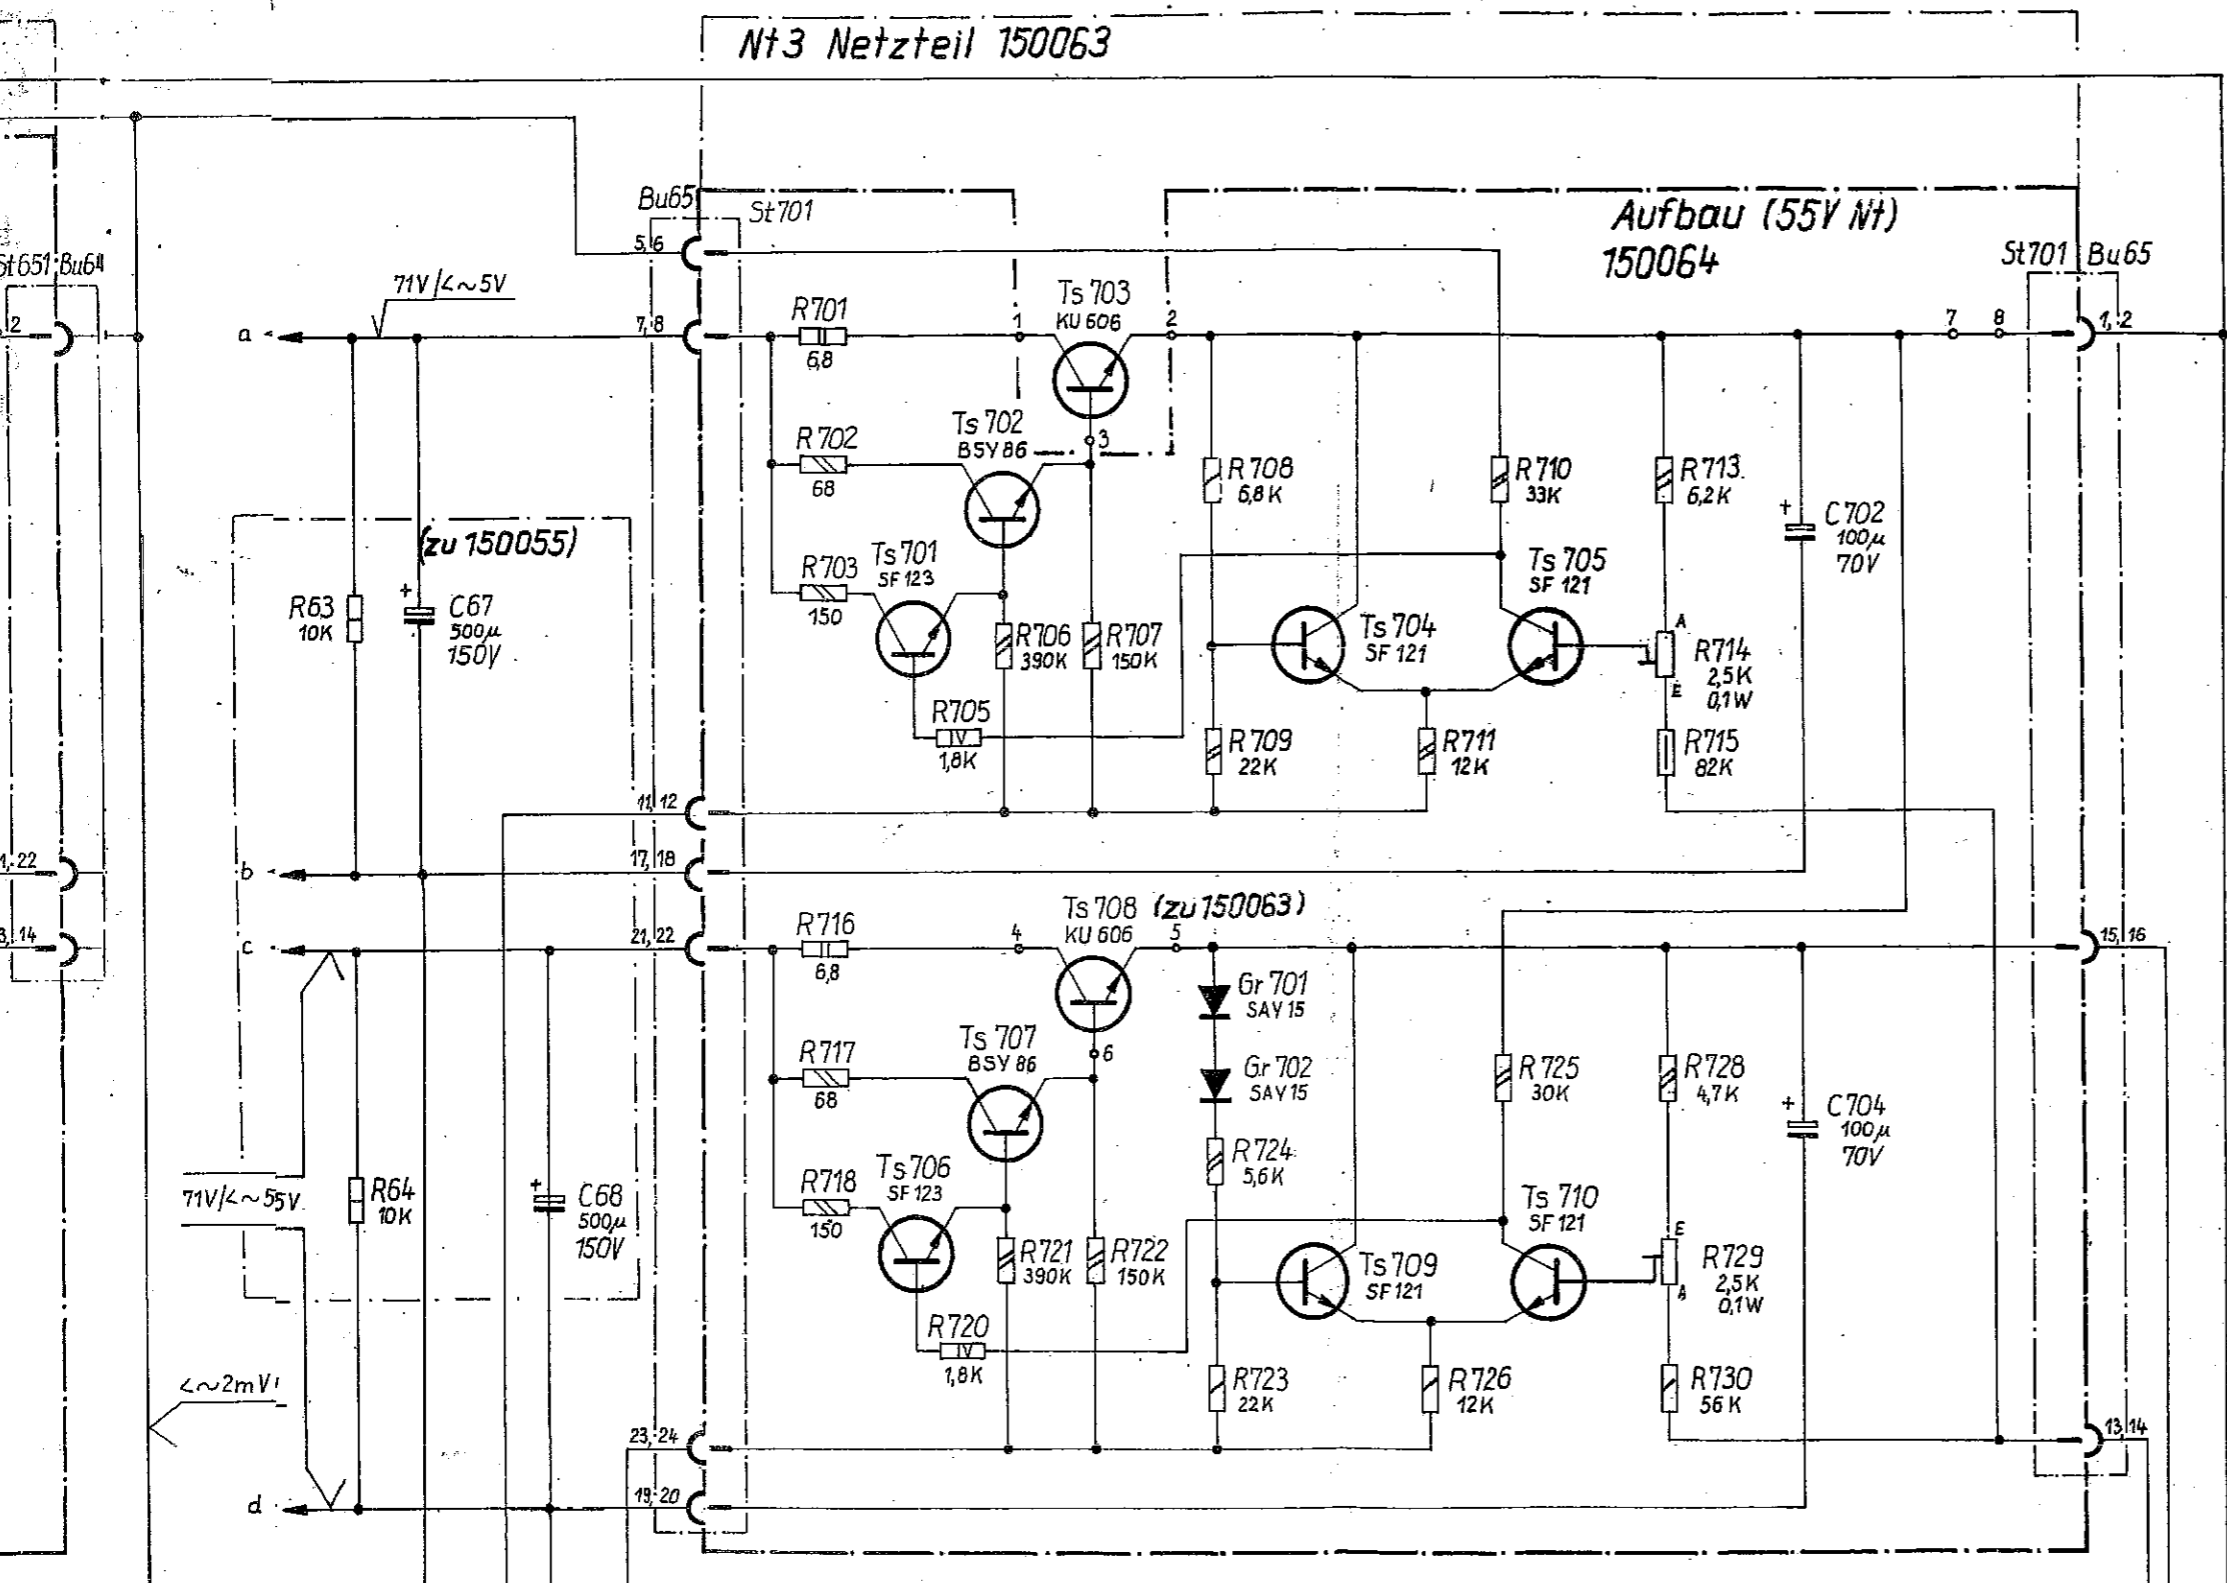 Nt3 Netzteil 150063
Aufbau (55V Nt)
150064
Bu65
St701
5,6
St651
Bu64
St701
Bu65
71V/<~5V
R701
6,8
Ts 703
KU 606
2
a
7,8
1
2
7
8
1,2
3
Ts 702
BSY 86
R702
68
R708
6,8K
R710
33K
R713
6,2K
C702
100µ
70V
+
(zu 150055)
Ts 701
SF 123
R703
150
Ts 705
SF 121
R63
10K
+
C67
500µ
150V
R706
390K
R707
150K
Ts 704
SF 121
A
R714
2,5K
0,1W
E
R705
1,8K
R709
22K
R711
12K
R715
82K
11,12
17,18
b
Ts 708 (zu 150063)
KU 606
R716
6,8
4
5
21,22
c
15,16
Gr 701
SAY 15
Ts 707
BSY 86
6
R717
68
Gr 702
SAY 15
R725
30K
R728
4,7K
+
C704
100µ
70V
R724
5,6K
Ts 706
SF 123
R718
150
71V/<~55V
R64
10K
+
C68
500µ
150V
Ts 710
SF 121
R721
390K
R722
150K
Ts 709
SF 121
E
R729
2,5K
0,1W
A
R720
1,8K
<~2mV
R723
22K
R726
12K
R730
56K
23,24
13,14
19,20
d